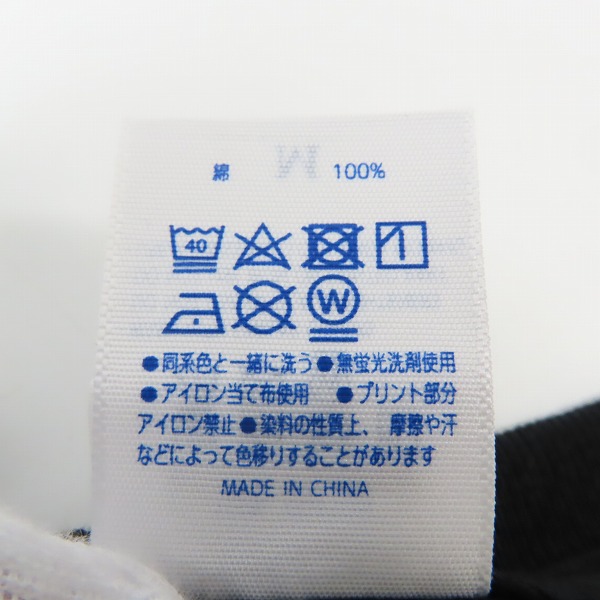 綿 M 100%
40
W
●同系色と一緒に洗う●無蛍光洗剤使用
●アイロン当て布使用 ●プリント部分
アイロン禁止●染料の性質上、摩擦や汗
などによって色移りすることがあります
MADE IN CHINA